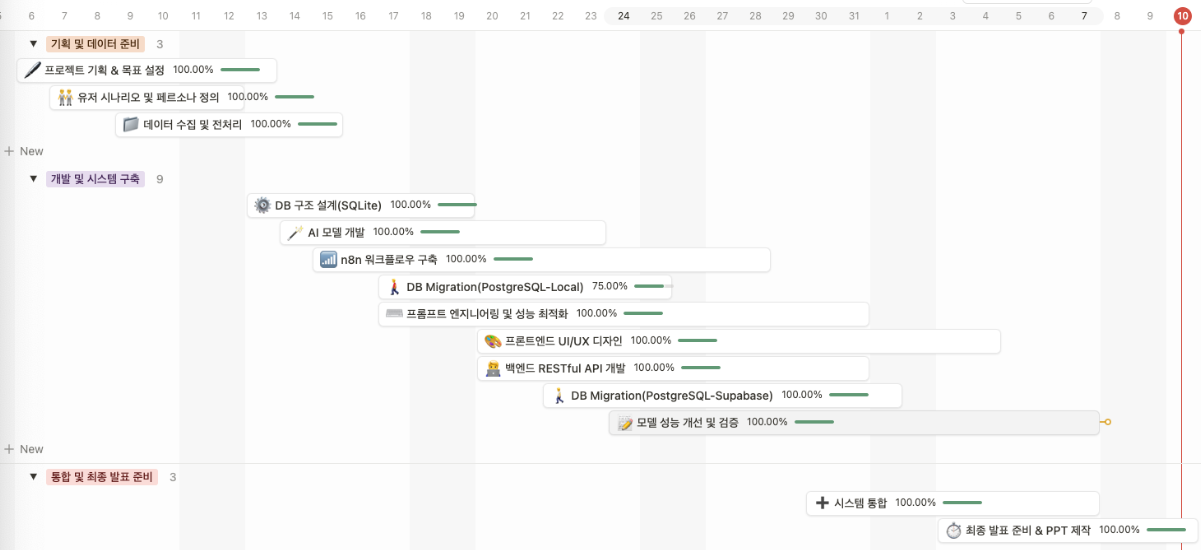 6 7 8 9 10 11 12 13 14 15 16 17 18 19 20 21 22 23 24 25 26 27 28 29 30 31 1 2 3 4 5 6 7 8 9 10
기획 및 데이터 준비 3
프로젝트 기획 & 목표 설정 100.00%
유저 시나리오 및 페르소나 정의 100.00%
데이터 수집 및 전처리 100.00%
+ New
개발 및 시스템 구축 9
DB 구조 설계(SQLite) 100.00%
AI 모델 개발 100.00%
n8n 워크플로우 구축 100.00%
DB Migration(PostgreSQL-Local) 75.00%
프롬프트 엔지니어링 및 성능 최적화 100.00%
프론트엔드 UI/UX 디자인 100.00%
백엔드 RESTful API 개발 100.00%
DB Migration(PostgreSQL-Supabase) 100.00%
모델 성능 개선 및 검증 100.00%
+ New
통합 및 최종 발표 준비 3
시스템 통합 100.00%
최종 발표 준비 & PPT 제작 100.00%